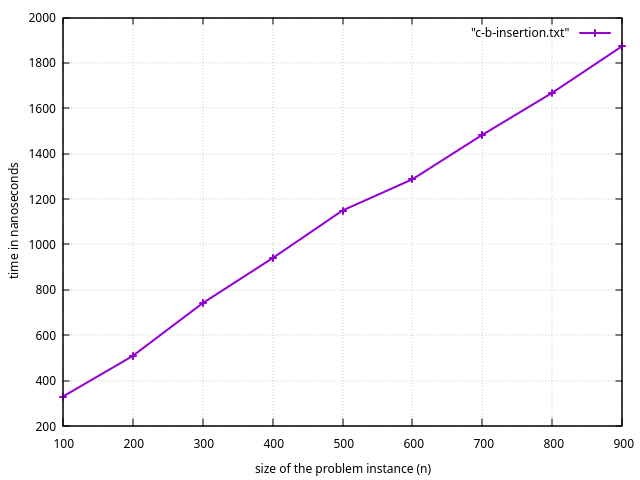 "c-b-insertion.txt"
2000
1800
1600
1400
1200
1000
800
600
400
200
time in nanoseconds
100 200 300 400 500 600 700 800 900
size of the problem instance (n)